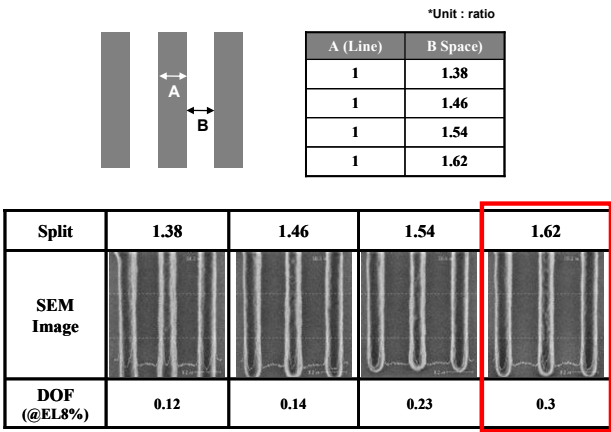 *Unit : ratio
A (Line) B Space)
1 1.38
1 1.46
1 1.54
1 1.62
A
B
Split 1.38 1.46 1.54 1.62
SEM
Image
DOF
(@EL8%) 0.12 0.14 0.23 0.3